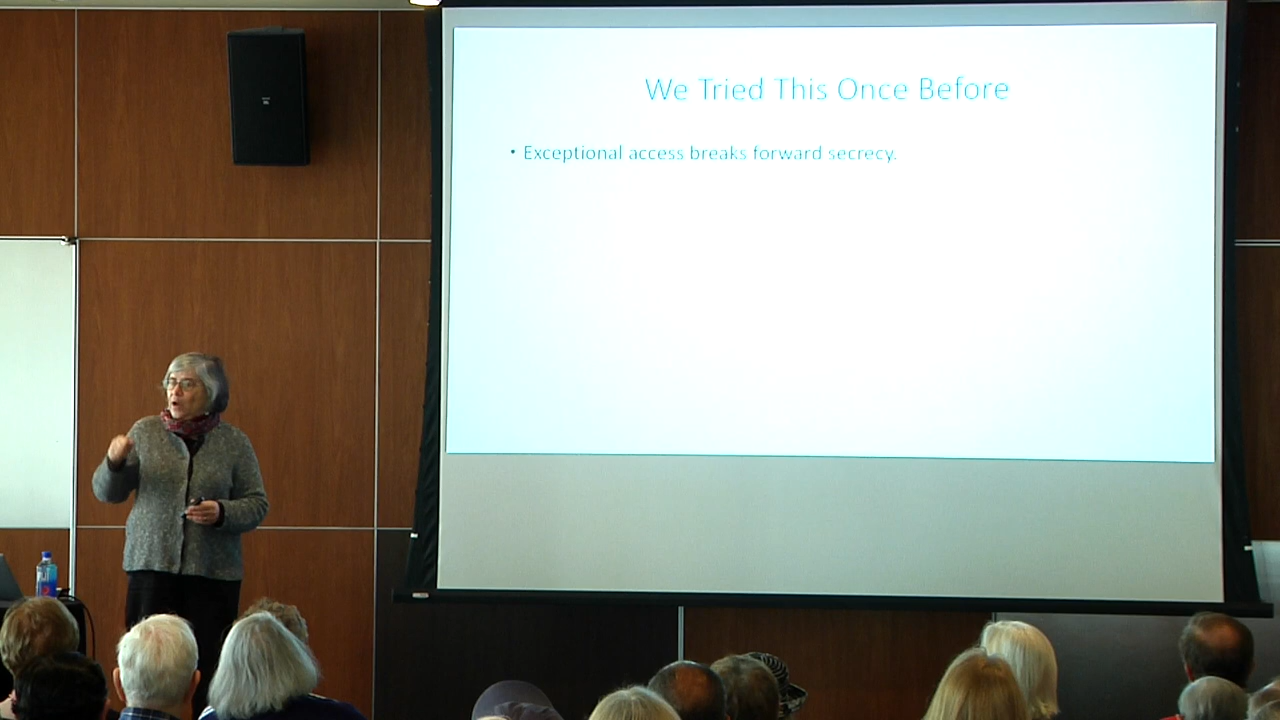 We Tried This Once Before
• Exceptional access breaks forward secrecy.